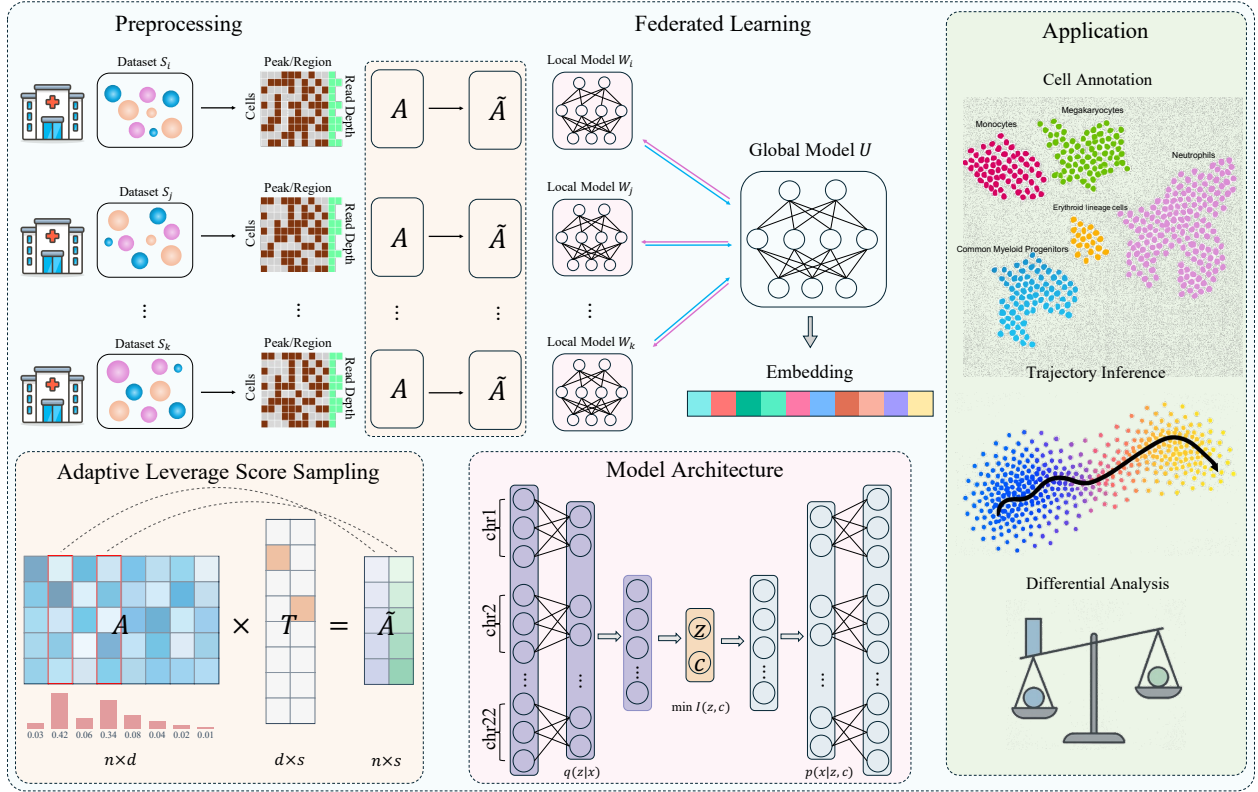 Preprocessing
Federated Learning
Application
Dataset S_i
Peak/Region
Cells
Read Depth
A
Ã
Local Model W_i
Dataset S_j
Peak/Region
Cells
Read Depth
A
Ã
Local Model W_j
Global Model U
⋮
⋮
⋮
⋮
Dataset S_k
Peak/Region
Cells
Read Depth
A
Ã
Local Model W_k
Embedding
Cell Annotation
Megakaryocytes
Monocytes
Neutrophils
Erythroid lineage cells
Common Myeloid Progenitors
Trajectory Inference
Differential Analysis
Adaptive Leverage Score Sampling
A
×
T
=
Ã
0.03 0.42 0.06 0.34 0.08 0.04 0.02 0.01
n×d
d×s
n×s
Model Architecture
chr1
chr2
chr22
z
c
min I(z,c)
q(z|x)
p(x|z,c)